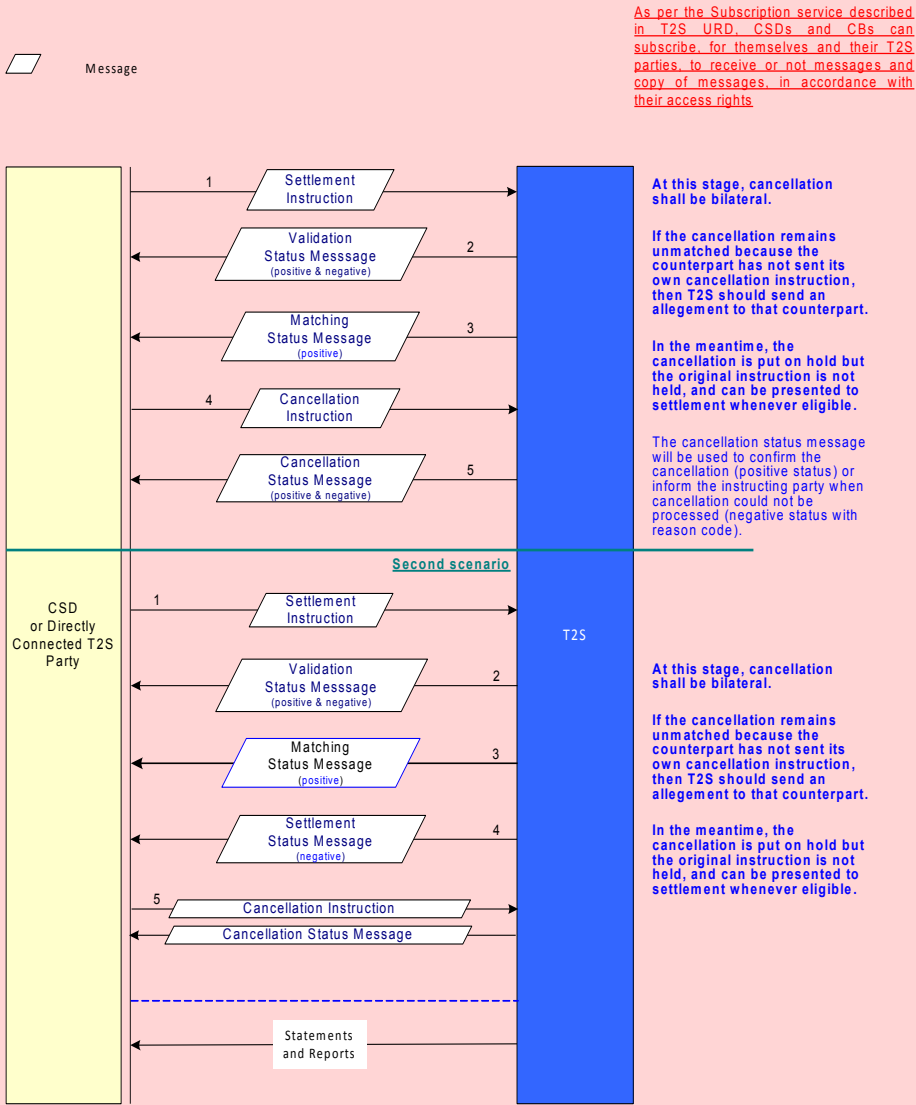 As per the Subscription service described
in T2S URD, CSDs and CBs can
subscribe, for themselves and their T2S
parties, to receive or not messages and
copy of messages, in accordance with
their access rights
Message
1
Settlement
Instruction
Validation
Status Messsage
(positive & negative)
2
Matching
Status Message
(positive)
3
4
Cancellation
Instruction
Cancellation
Status Message
(positive & negative)
5
At this stage, cancellation
shall be bilateral.
If the cancellation remains
unmatched because the
counterpart has not sent its
own cancellation instruction,
then T2S should send an
allegement to that counterpart.
In the meantime, the
cancellation is put on hold but
the original instruction is not
held, and can be presented to
settlement whenever eligible.
The cancellation status message
will be used to confirm the
cancellation (positive status) or
inform the instructing party when
cancellation could not be
processed (negative status with
reason code).
Second scenario
CSD
or Directly
Connected T2S
Party
T2S
1
Settlement
Instruction
Validation
Status Messsage
(positive & negative)
2
Matching
Status Message
(positive)
3
Settlement
Status Message
(negative)
4
5
Cancellation Instruction
Cancellation Status Message
Statements
and Reports
At this stage, cancellation
shall be bilateral.
If the cancellation remains
unmatched because the
counterpart has not sent its
own cancellation instruction,
then T2S should send an
allegement to that counterpart.
In the meantime, the
cancellation is put on hold but
the original instruction is not
held, and can be presented to
settlement whenever eligible.